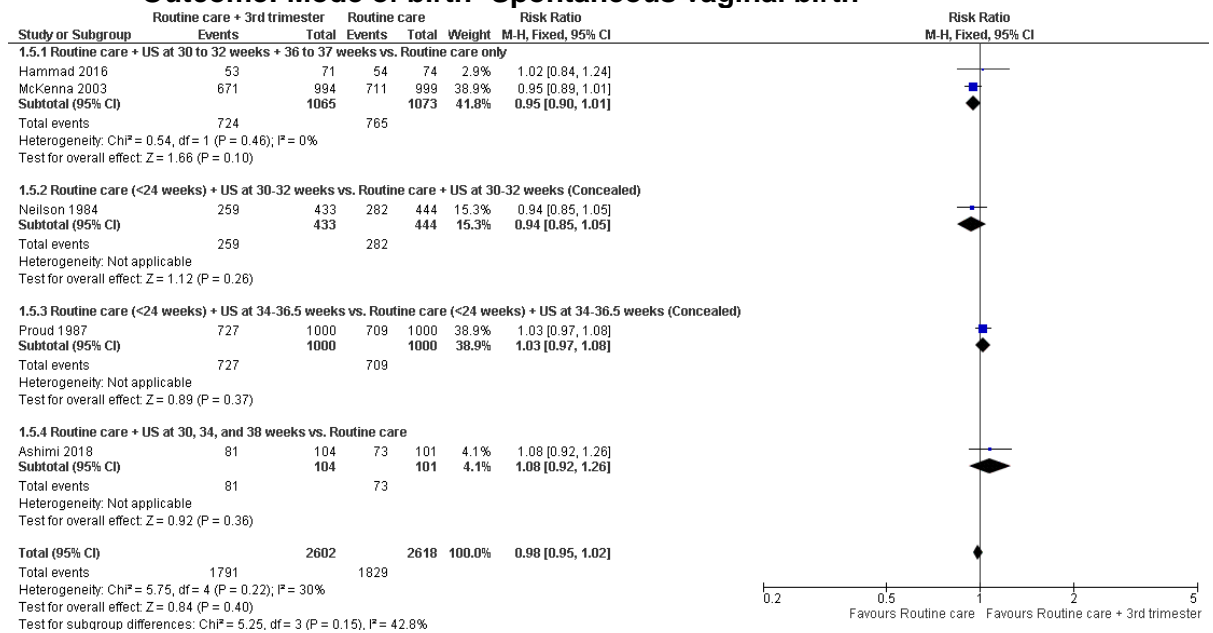 Outcome: Mode of birth- Spontaneous vaginal birth
Routine care + 3rd trimester Routine care Risk Ratio Risk Ratio
Study or Subgroup Events Total Events Total Weight M-H, Fixed, 95% CI M-H, Fixed, 95% CI
1.5.1 Routine care + US at 30 to 32 weeks + 36 to 37 weeks vs. Routine care only
Hammad 2016 53 71 54 74 2.9% 1.02 [0.84, 1.24]
McKenna 2003 671 994 711 999 38.9% 0.95 [0.89, 1.01]
Subtotal (95% CI) 1065 1073 41.8% 0.95 [0.90, 1.01]
Total events 724 765
Heterogeneity: Chi² = 0.54, df = 1 (P = 0.46); I² = 0%
Test for overall effect: Z = 1.66 (P = 0.10)
1.5.2 Routine care (<24 weeks) + US at 30-32 weeks vs. Routine care + US at 30-32 weeks (Concealed)
Neilson 1984 259 433 282 444 15.3% 0.94 [0.85, 1.05]
Subtotal (95% CI) 433 444 15.3% 0.94 [0.85, 1.05]
Total events 259 282
Heterogeneity: Not applicable
Test for overall effect: Z = 1.12 (P = 0.26)
1.5.3 Routine care (<24 weeks) + US at 34-36.5 weeks vs. Routine care (<24 weeks) + US at 34-36.5 weeks (Concealed)
Proud 1987 727 1000 709 1000 38.9% 1.03 [0.97, 1.08]
Subtotal (95% CI) 1000 1000 38.9% 1.03 [0.97, 1.08]
Total events 727 709
Heterogeneity: Not applicable
Test for overall effect: Z = 0.89 (P = 0.37)
1.5.4 Routine care + US at 30, 34, and 38 weeks vs. Routine care
Ashimi 2018 81 104 73 101 4.1% 1.08 [0.92, 1.26]
Subtotal (95% CI) 104 101 4.1% 1.08 [0.92, 1.26]
Total events 81 73
Heterogeneity: Not applicable
Test for overall effect: Z = 0.92 (P = 0.36)
Total (95% CI) 2602 2618 100.0% 0.98 [0.95, 1.02]
Total events 1791 1829
Heterogeneity: Chi² = 5.75, df = 4 (P = 0.22); I² = 30%
Test for overall effect: Z = 0.84 (P = 0.40)
Test for subgroup differences: Chi² = 5.25, df = 3 (P = 0.15), I² = 42.8%
0.2 0.5 1 2 5
Favours Routine care Favours Routine care + 3rd trimester